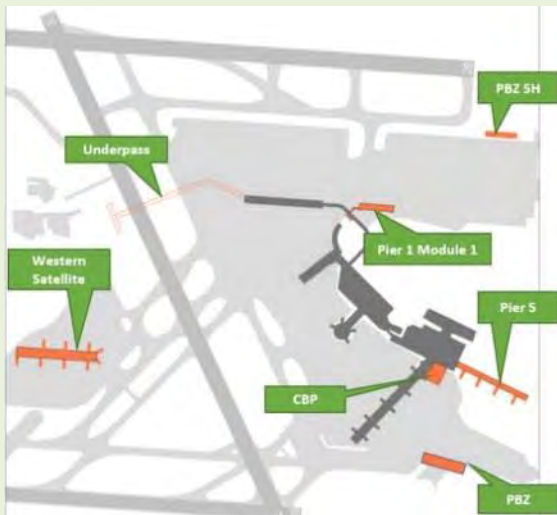 PBZ 5H
Underpass
Western
Satellite
Pier 1 Module 1
Pier 5
CBP
PBZ